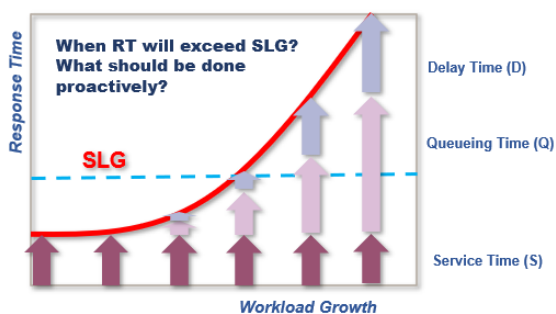 When RT will exceed SLG?
What should be done
proactively?
Response Time
SLG
Delay Time (D)
Queueing Time (Q)
Service Time (S)
Workload Growth